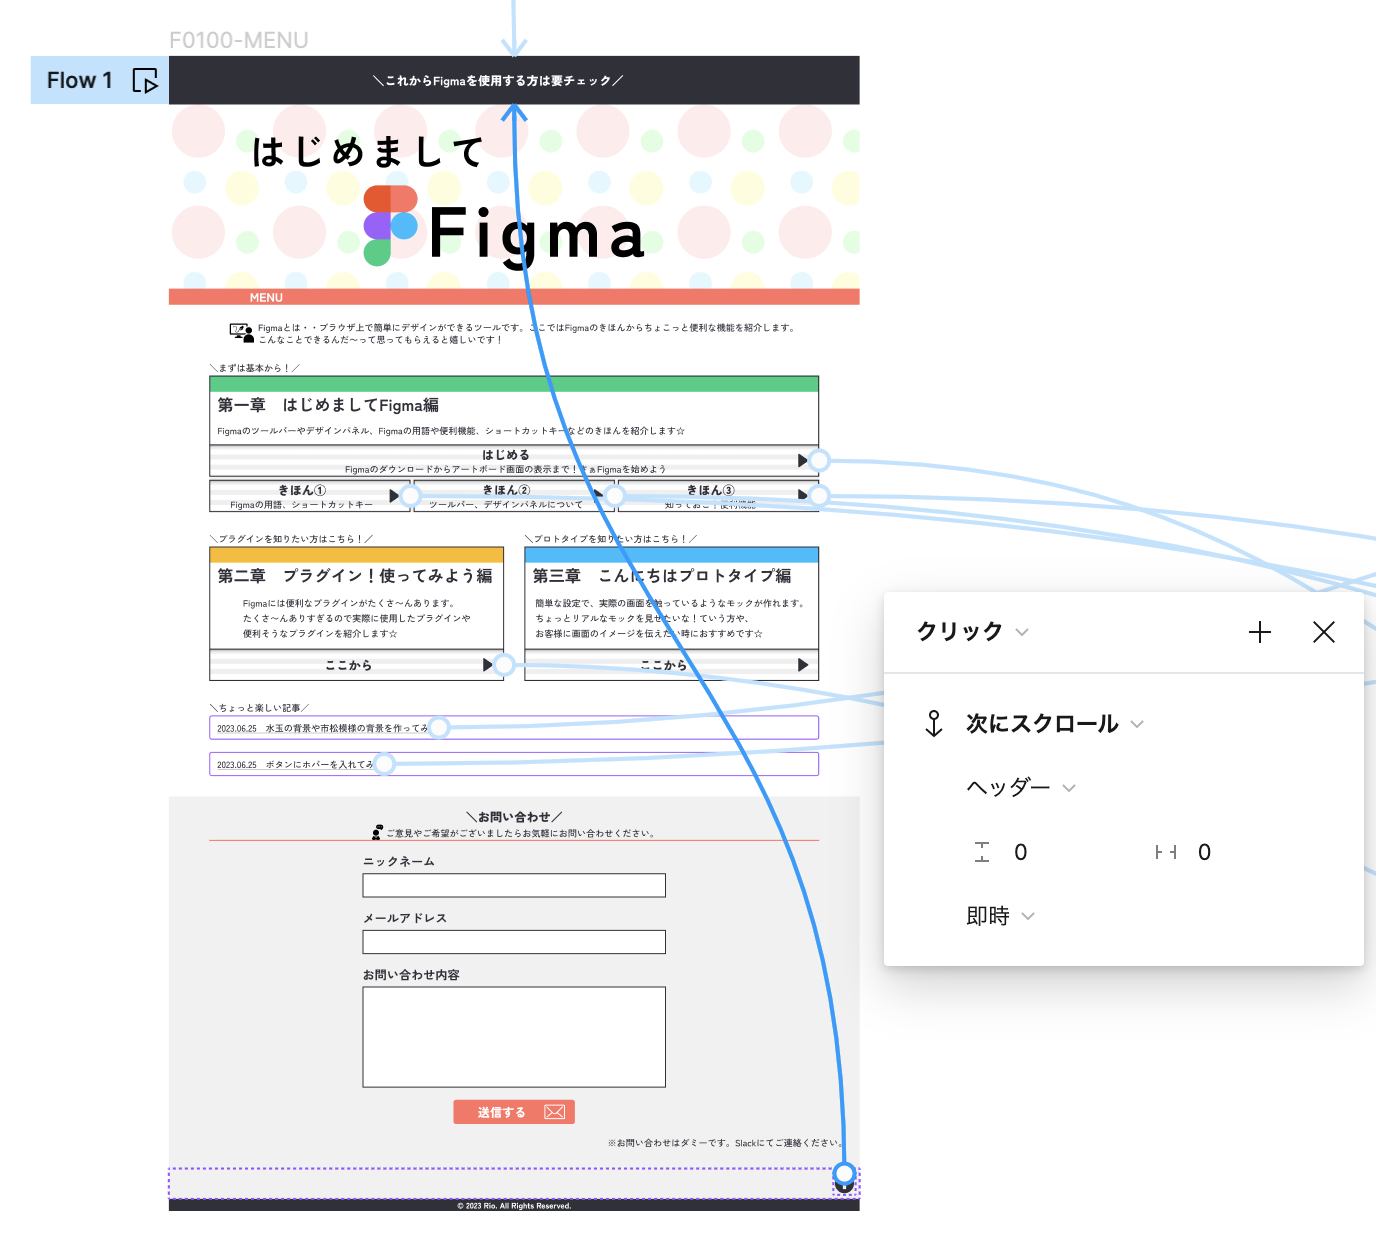 F0100-MENU
Flow 1
＼これからFigmaを使用する方は要チェック／
はじめまして
Figma
MENU
Figmaとは・・ブラウザ上で簡単にデザインができるツールです。ここではFigmaのきほんからちょこっと便利な機能を紹介します。
こんなことできるんだ〜って思ってもらえると嬉しいです！
＼まずは基本から！／
第一章　はじめましてFigma編
Figmaのツールバーやデザインパネル、Figmaの用語や便利機能、ショートカットキーなどのきほんを紹介します☆
はじめる
Figmaのダウンロードからアートボード画面の表示まで！さぁFigmaを始めよう
きほん①
Figmaの用語、ショートカットキー
きほん②
ツールバー、デザインパネルについて
きほん③
知っておこ！便利機能
＼プラグインを知りたい方はこちら！／
第二章　プラグイン！使ってみよう編
Figmaには便利なプラグインがたくさ〜んあります。
たくさ〜んありすぎるので実際に使用したプラグインや
便利そうなプラグインを紹介します☆
ここから
＼プロトタイプを知りたい方はこちら！／
第三章　こんにちはプロトタイプ編
簡単な設定で、実際の画面を触っているようなモックが作れます。
ちょっとリアルなモックを見せたいな！ていう方や、
お客様に画面のイメージを伝えたい時におすすめです☆
ここから
＼ちょっと楽しい記事／
2023.06.25　水玉の背景や市松模様の背景を作ってみ
2023.06.25　ボタンにホバーを入れてみ
＼お問い合わせ／
ご意見やご希望がございましたらお気軽にお問い合わせください。
ニックネーム
メールアドレス
お問い合わせ内容
送信する
※お問い合わせはダミーです。Slackにてご連絡ください。
© 2023 Rio. All Rights Reserved.
クリック
次にスクロール
ヘッダー
0
0
即時